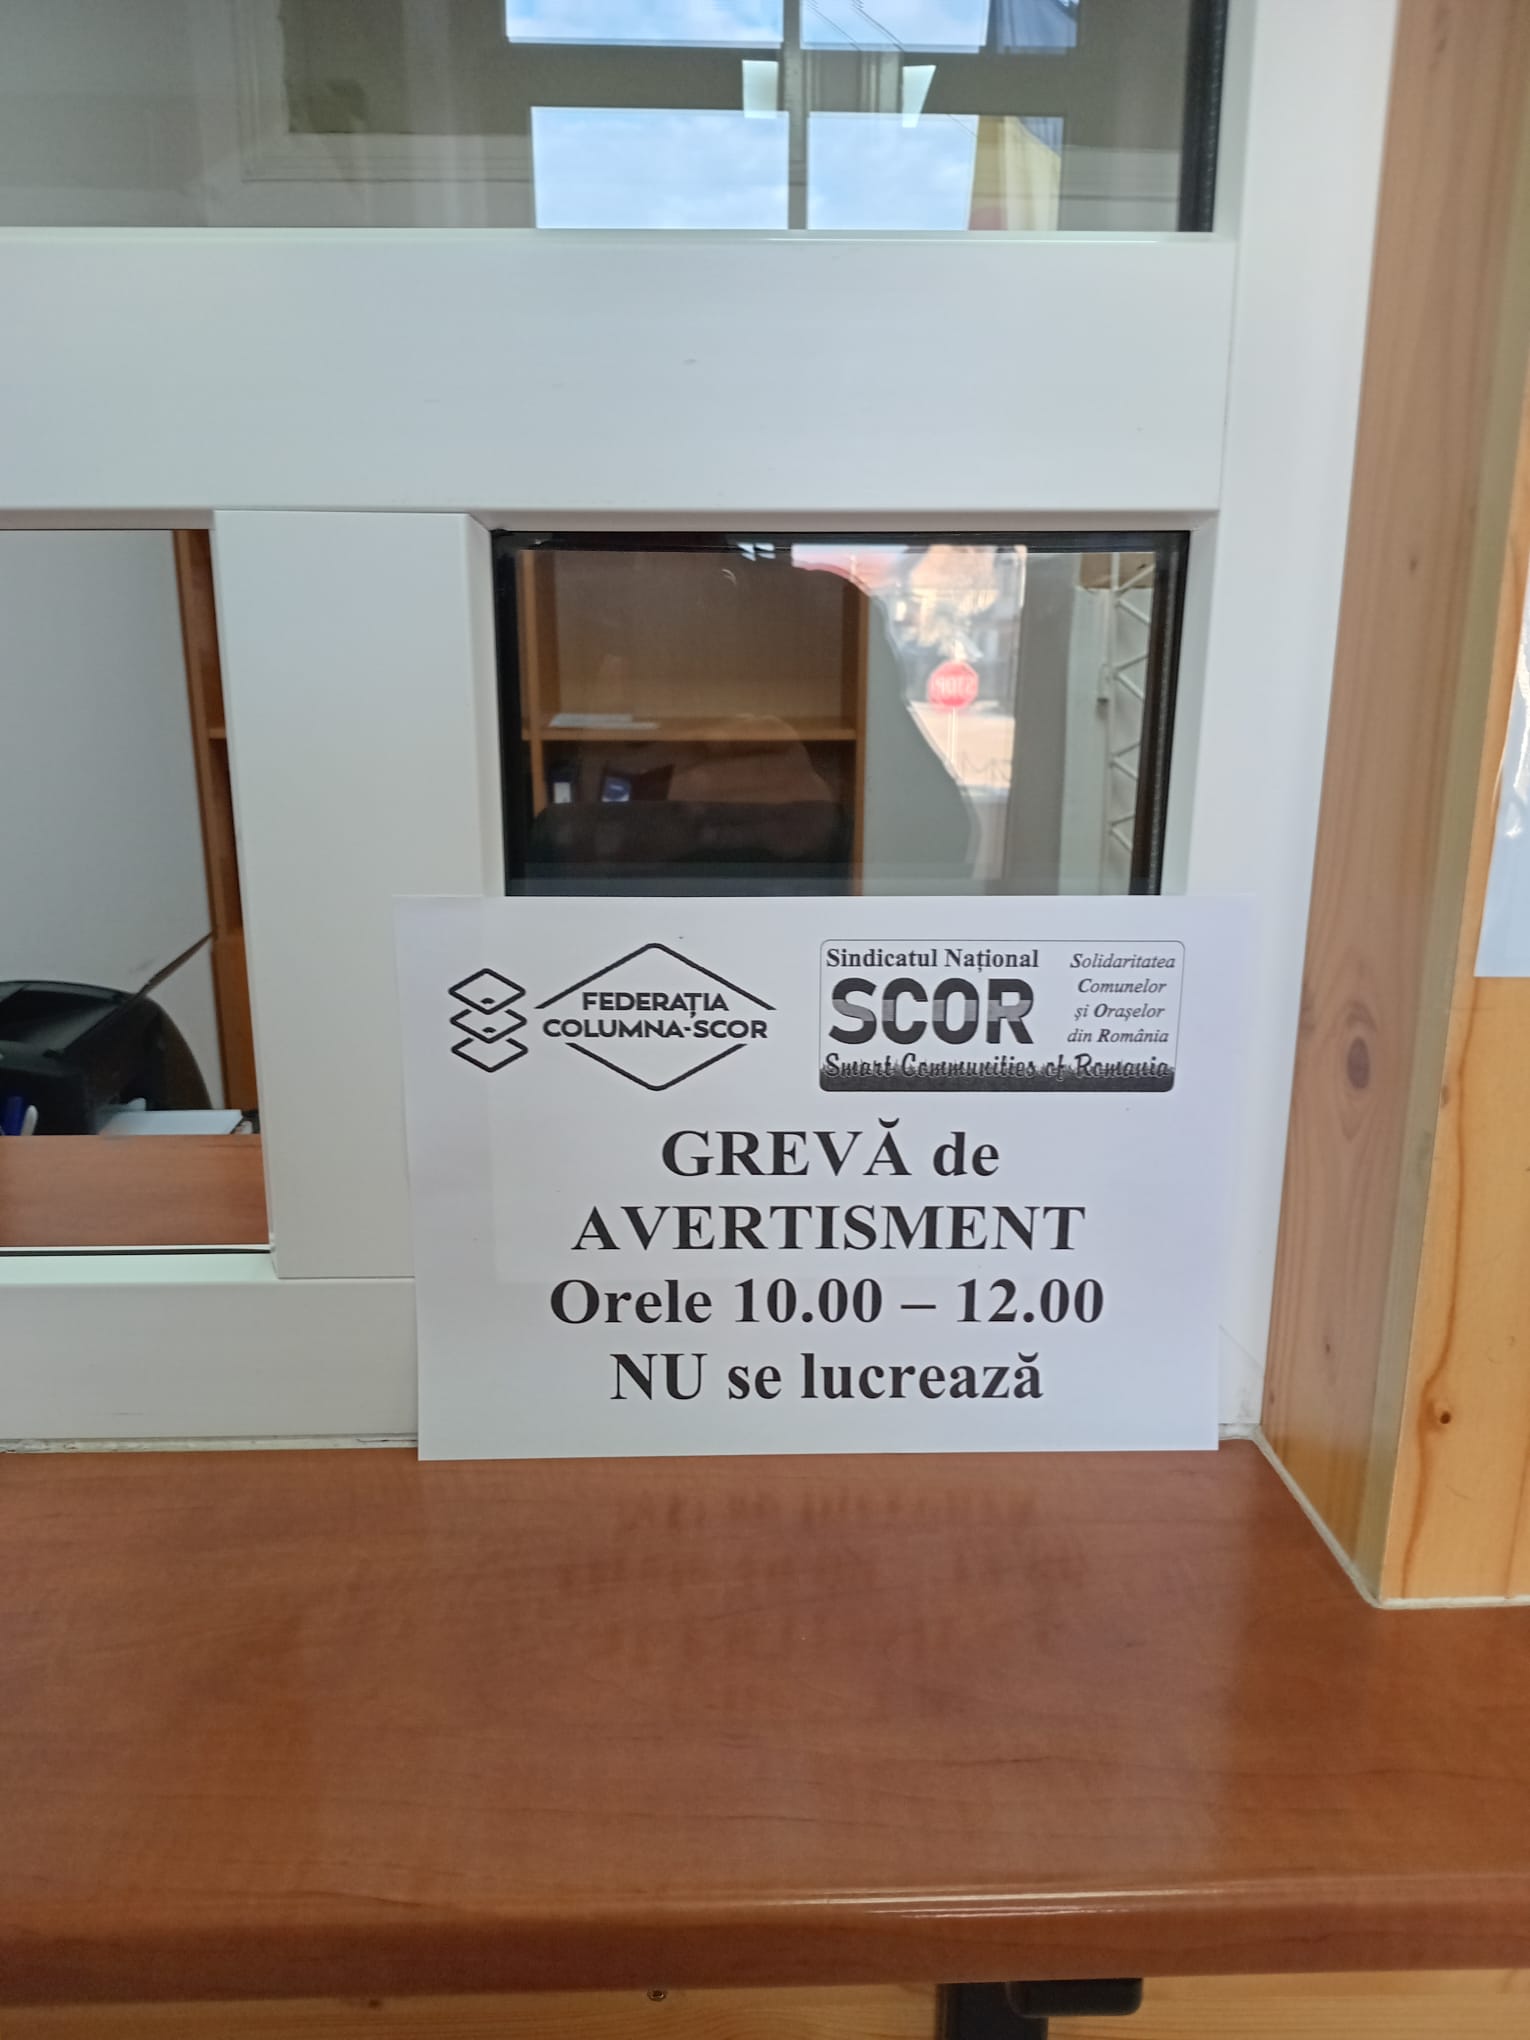 FEDERAȚIA
COLUMNA-SCOR
Sindicatul Național
SCOR
Solidaritatea
Comunelor
și Orașelor
din România
Smart Communities of Romania
GREVĂ de
AVERTISMENT
Orele 10.00 – 12.00
NU se lucrează